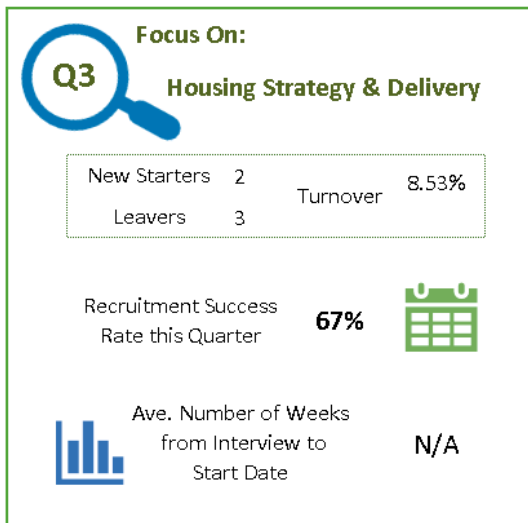 Q3
Focus On:
Housing Strategy & Delivery
New Starters 2
Leavers 3
Turnover 8.53%
Recruitment Success
Rate this Quarter
67%
Ave. Number of Weeks
from Interview to
Start Date
N/A